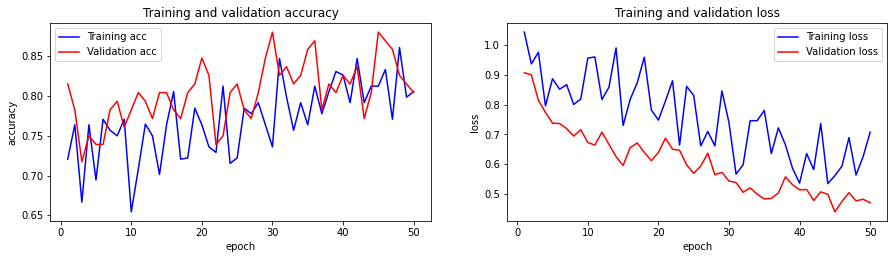 Training and validation accuracy
Training acc
Validation acc
accuracy
0.85
0.80
0.75
0.70
0.65
0 10 20 30 40 50
epoch
Training and validation loss
Training loss
Validation loss
loss
1.0
0.9
0.8
0.7
0.6
0.5
0 10 20 30 40 50
epoch